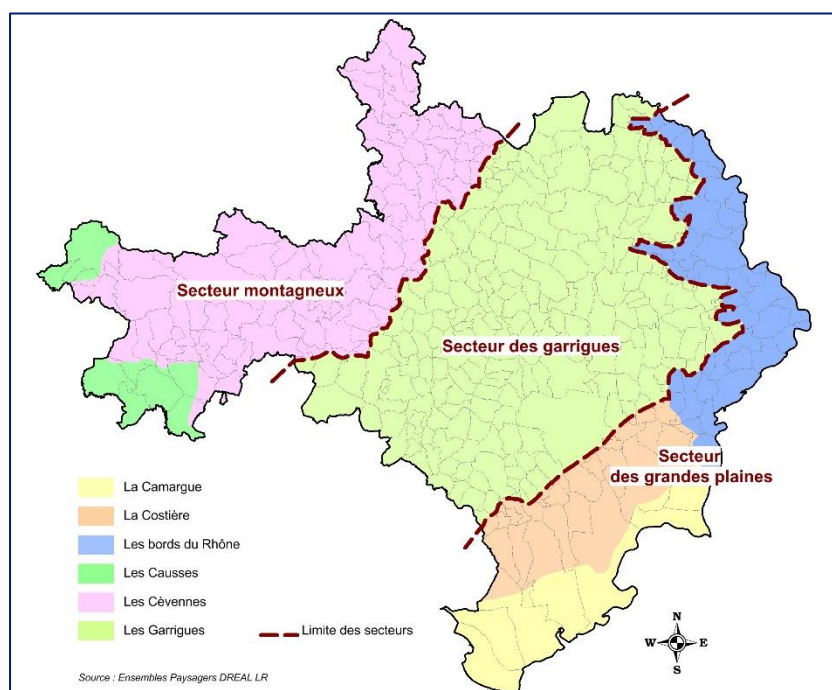 Secteur montagneux
Secteur des garrigues
Secteur
des grandes plaines
La Camargue
La Costière
Les bords du Rhône
Les Causses
Les Cèvennes
Les Garrigues
Limite des secteurs
N
W E
S
Source : Ensembles Paysagers DREAL LR